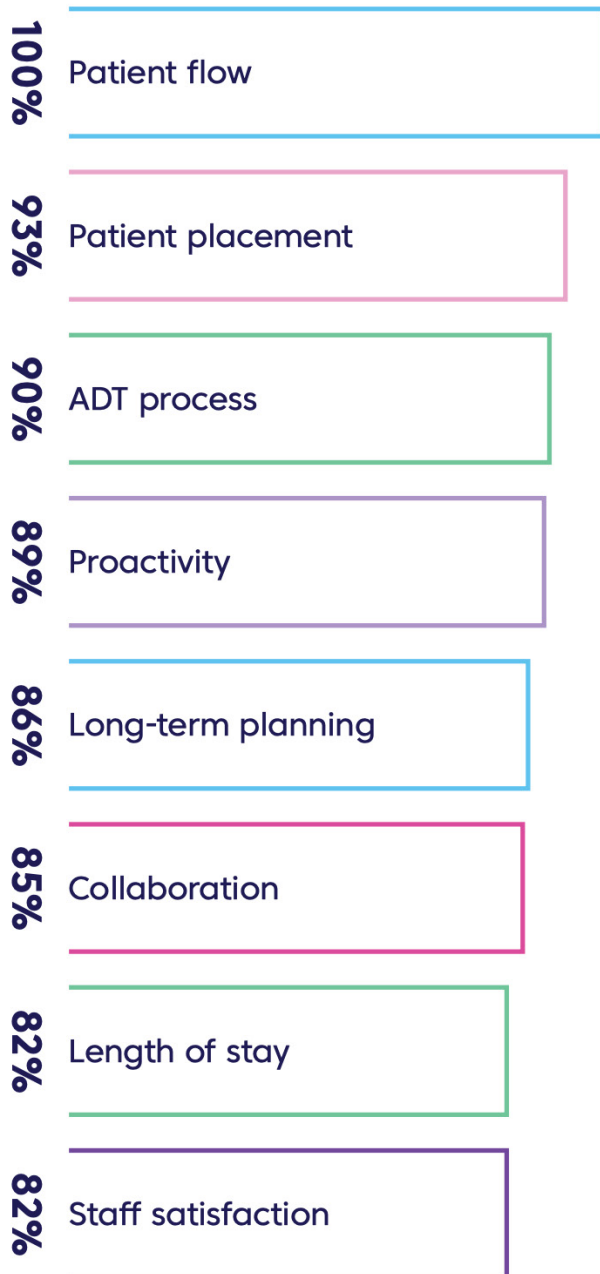 100%
Patient flow
93%
Patient placement
90%
ADT process
89%
Proactivity
86%
Long-term planning
85%
Collaboration
82%
Length of stay
82%
Staff satisfaction